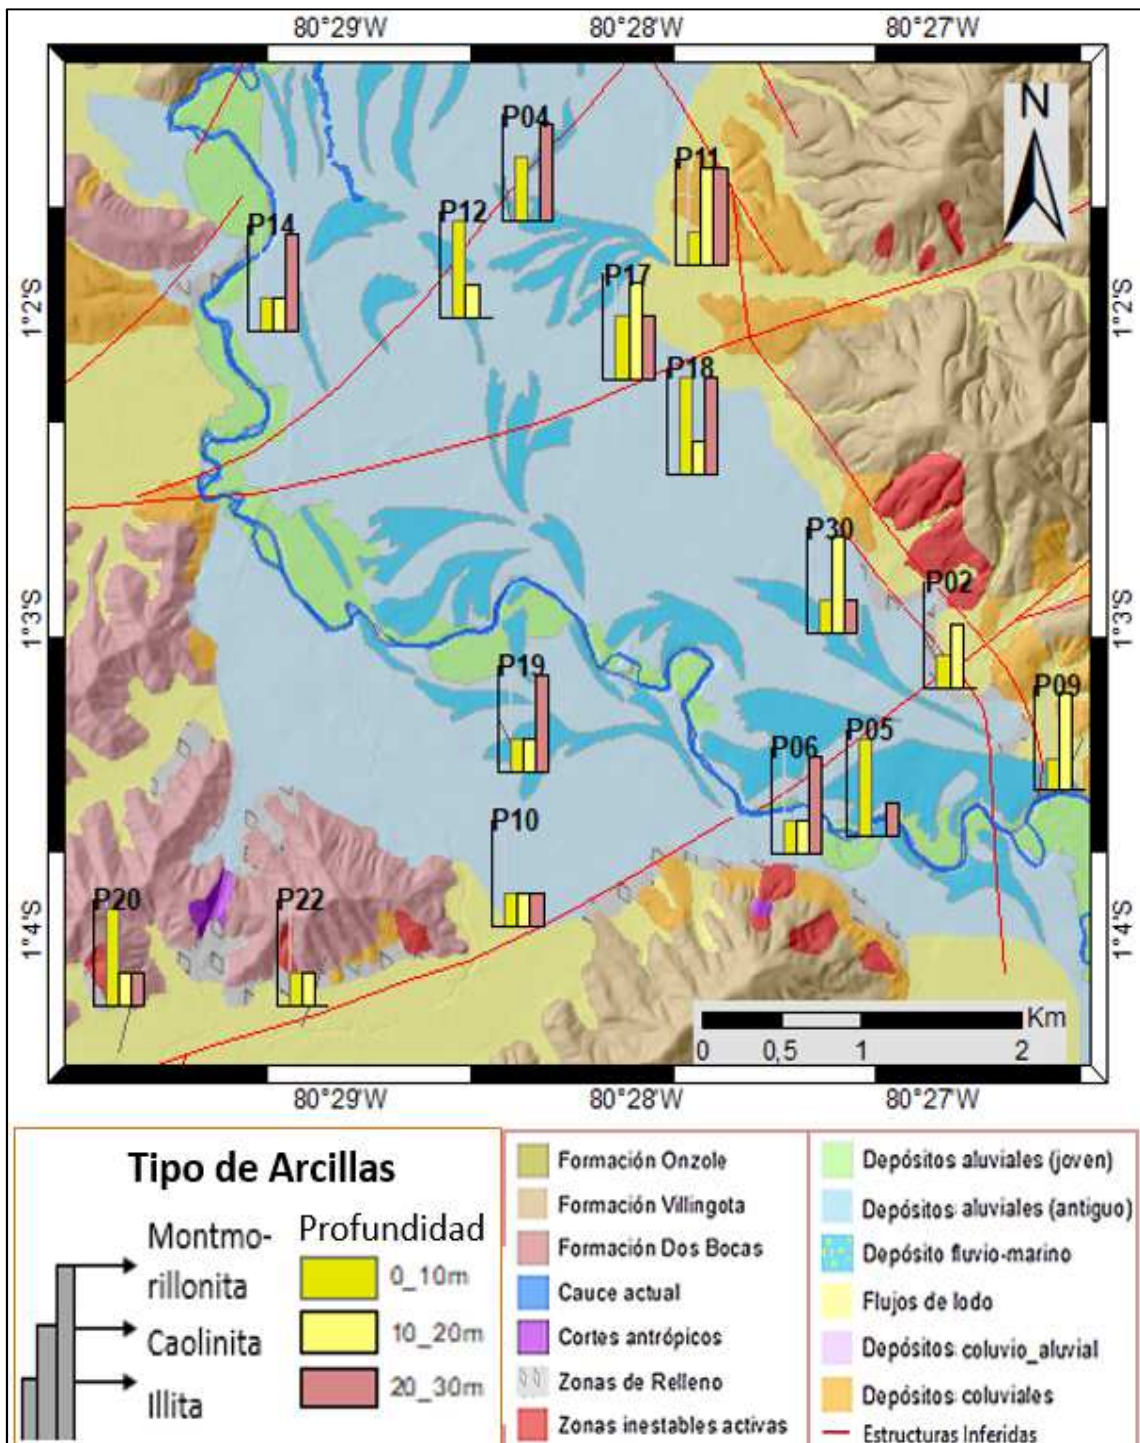 80°29'W 80°28'W 80°27'W
N
P04
P11
P12
P14
P17
1°2'S 1°2'S
P18
P30
P02
1°3'S 1°3'S
P19
P09
P05
P06
P10
P20 P22
1°4'S 1°4'S
Km
0 0,5 1 2
80°29'W 80°28'W 80°27'W
Tipo de Arcillas
Montmo-
rillonita
Caolinita
Illita
Profundidad
0_10m
10_20m
20_30m
Formación Onzole
Formación Villingota
Formación Dos Bocas
Cauce actual
Cortes antrópicos
Zonas de Relleno
Zonas inestables activas
Depósitos aluviales (joven)
Depósitos aluviales (antiguo)
Depósito fluvio-marino
Flujos de lodo
Depósitos coluvio_aluvial
Depósitos coluviales
Estructuras Inferidas